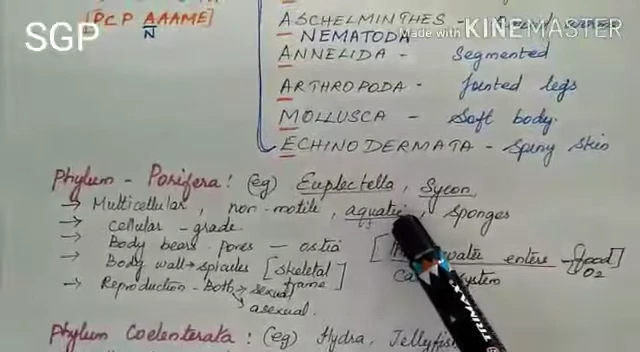 SGP
[PCP AAAME]
N
ASCHELMINTHES -
NEMATODA
Made with KINEMASTER
ANNELIDA - Segmented
ARTHROPODA - Jointed legs
MOLLUSCA - Soft body.
ECHINODERMATA - Spiny skin
Phylum - Porifera : (eg) Euplectella, Sycon
→ Multicellular, non-motile, aquatic, Sponges
→ Cellular - grade
→ Body bears pores - ostia [ water enters - food]
→ Body wall → spicules [skeletal frame] system O2
→ Reproduction - Both → sexual
→ asexual.
Phylum Coelenterata : (eg) Hydra, Jellyfish
TRIMAX